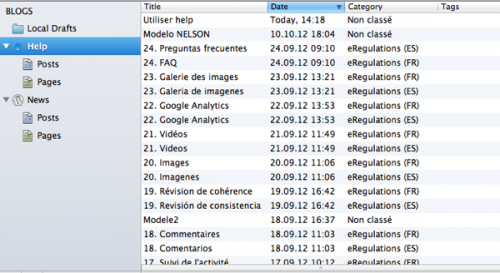 BLOGS
Local Drafts
Help
Posts
Pages
News
Posts
Pages
Title Date Category Tags
Utiliser help Today, 14:18 Non classé
Modelo NELSON 10.10.12 18:04 Non classé
24. Preguntas frecuentes 24.09.12 09:10 eRegulations (ES)
24. FAQ 24.09.12 09:10 eRegulations (FR)
23. Galerie des images 23.09.12 13:21 eRegulations (FR)
23. Galeria de imagenes 23.09.12 13:21 eRegulations (ES)
22. Google Analytics 22.09.12 13:53 eRegulations (FR)
22. Google Analytics 22.09.12 13:53 eRegulations (ES)
21. Vidéos 21.09.12 11:49 eRegulations (FR)
21. Videos 21.09.12 11:49 eRegulations (ES)
20. Images 20.09.12 11:06 eRegulations (FR)
20. Imagenes 20.09.12 11:06 eRegulations (ES)
19. Révision de cohérence 19.09.12 16:42 eRegulations (FR)
19. Revisión de consistencia 19.09.12 16:42 eRegulations (ES)
Modele2 18.09.12 16:37 Non classé
18. Commentaires 18.09.12 11:03 eRegulations (FR)
18. Comentarios 18.09.12 11:03 eRegulations (ES)
17. Suivi de l'activité 17.09.12 10:12 eRegulations (FR)